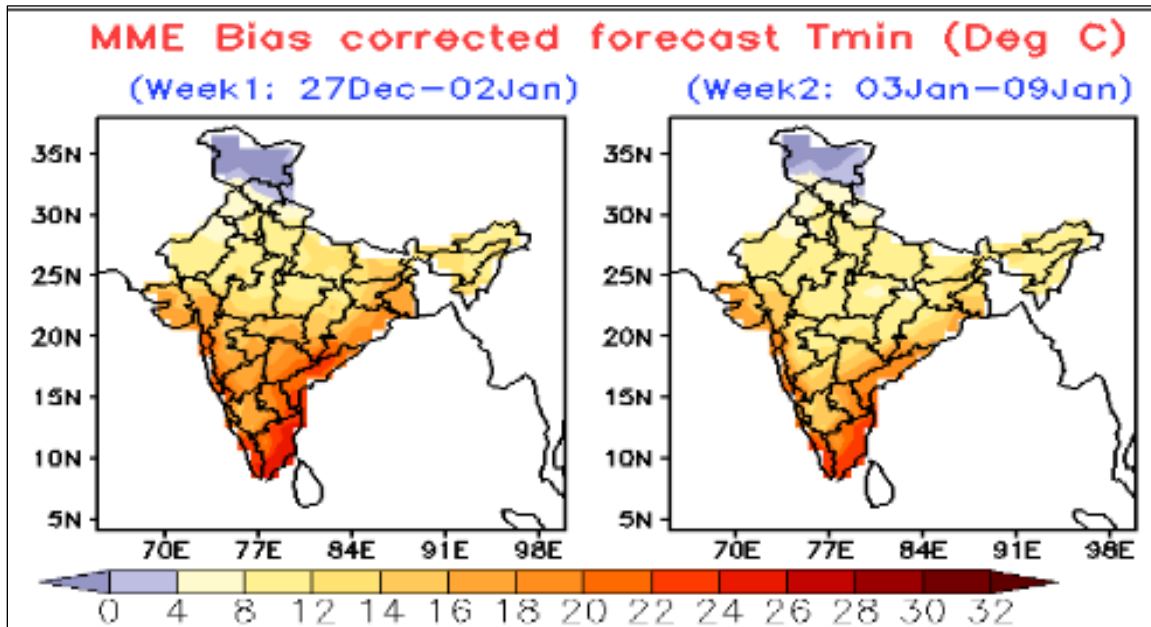 MME Bias corrected forecast Tmin (Deg C)
(Week1: 27Dec-02Jan)
(Week2: 03Jan-09Jan)
35N
30N
25N
20N
15N
10N
5N
70E 77E 84E 91E 98E
35N
30N
25N
20N
15N
10N
5N
70E 77E 84E 91E 98E
0 4 8 12 14 16 18 20 22 24 26 28 30 32